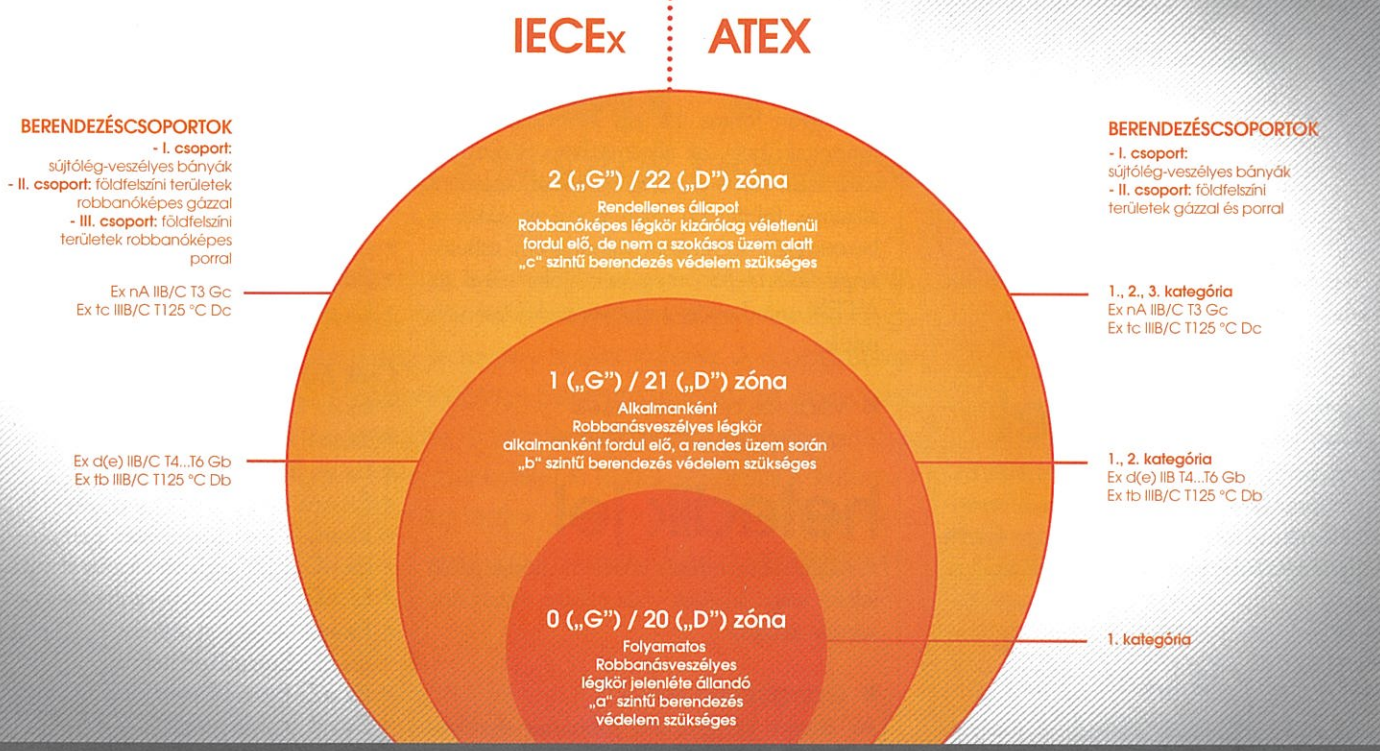 IECEx
ATEX
BERENDEZÉSCSOPORTOK
- I. csoport:
sújtólég-veszélyes bányák
- II. csoport: földfelszíni területek
robbanóképes gázzal
- III. csoport: földfelszíni
területek robbanóképes
porral
Ex nA IIB/C T3 Gc
Ex tc IIIB/C T125 °C Dc
Ex d(e) IIB/C T4...T6 Gb
Ex tb IIIB/C T125 °C Db
2 („G”) / 22 („D”) zóna
Rendellenes állapot
Robbanóképes légkör kizárólag véletlenül
fordul elő, de nem a szokásos üzem alatt
„c“ szintű berendezés védelem szükséges
1 („G”) / 21 („D”) zóna
Alkalmanként
Robbanásveszélyes légkör
alkalmanként fordul elő, a rendes üzem során
„b“ szintű berendezés védelem szükséges
0 („G”) / 20 („D”) zóna
Folyamatos
Robbanásveszélyes
légkör jelenléte állandó
„a“ szintű berendezés
védelem szükséges
BERENDEZÉSCSOPORTOK
- I. csoport:
sújtólég-veszélyes bányák
- II. csoport: földfelszíni
területek gázzal és porral
1., 2., 3. kategória
Ex nA IIB/C T3 Gc
Ex tc IIIB/C T125 °C Dc
1., 2. kategória
Ex d(e) IIB T4...T6 Gb
Ex tb IIIB/C T125 °C Db
1. kategória